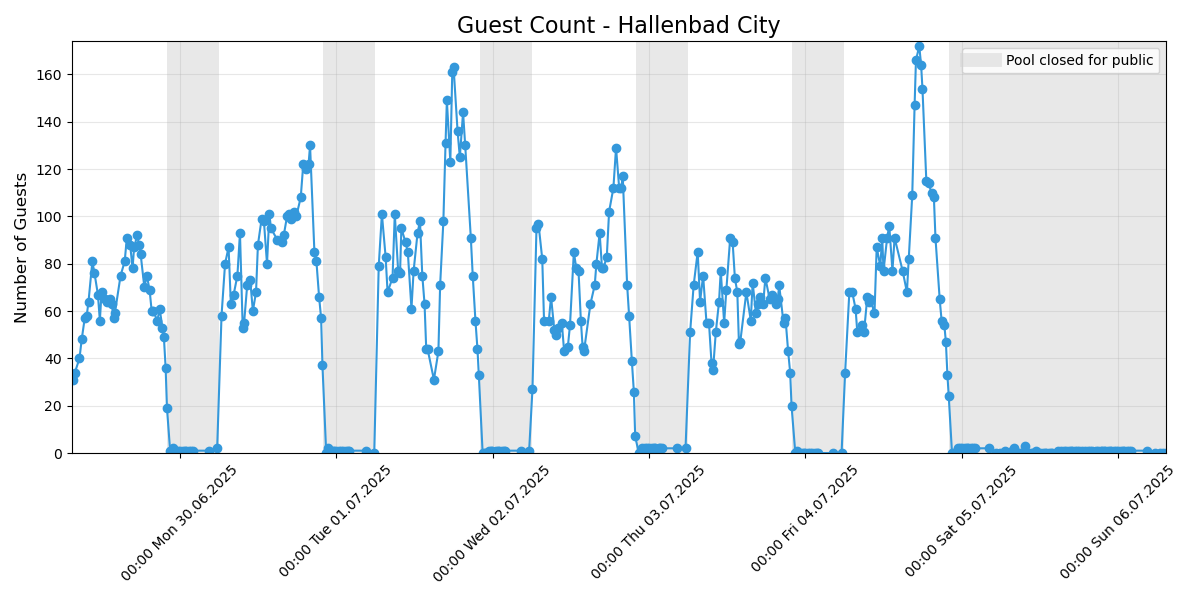 Guest Count - Hallenbad City
Pool closed for public
Number of Guests
160
140
120
100
80
60
40
20
0
00:00 Mon 30.06.2025
00:00 Tue 01.07.2025
00:00 Wed 02.07.2025
00:00 Thu 03.07.2025
00:00 Fri 04.07.2025
00:00 Sat 05.07.2025
00:00 Sun 06.07.2025